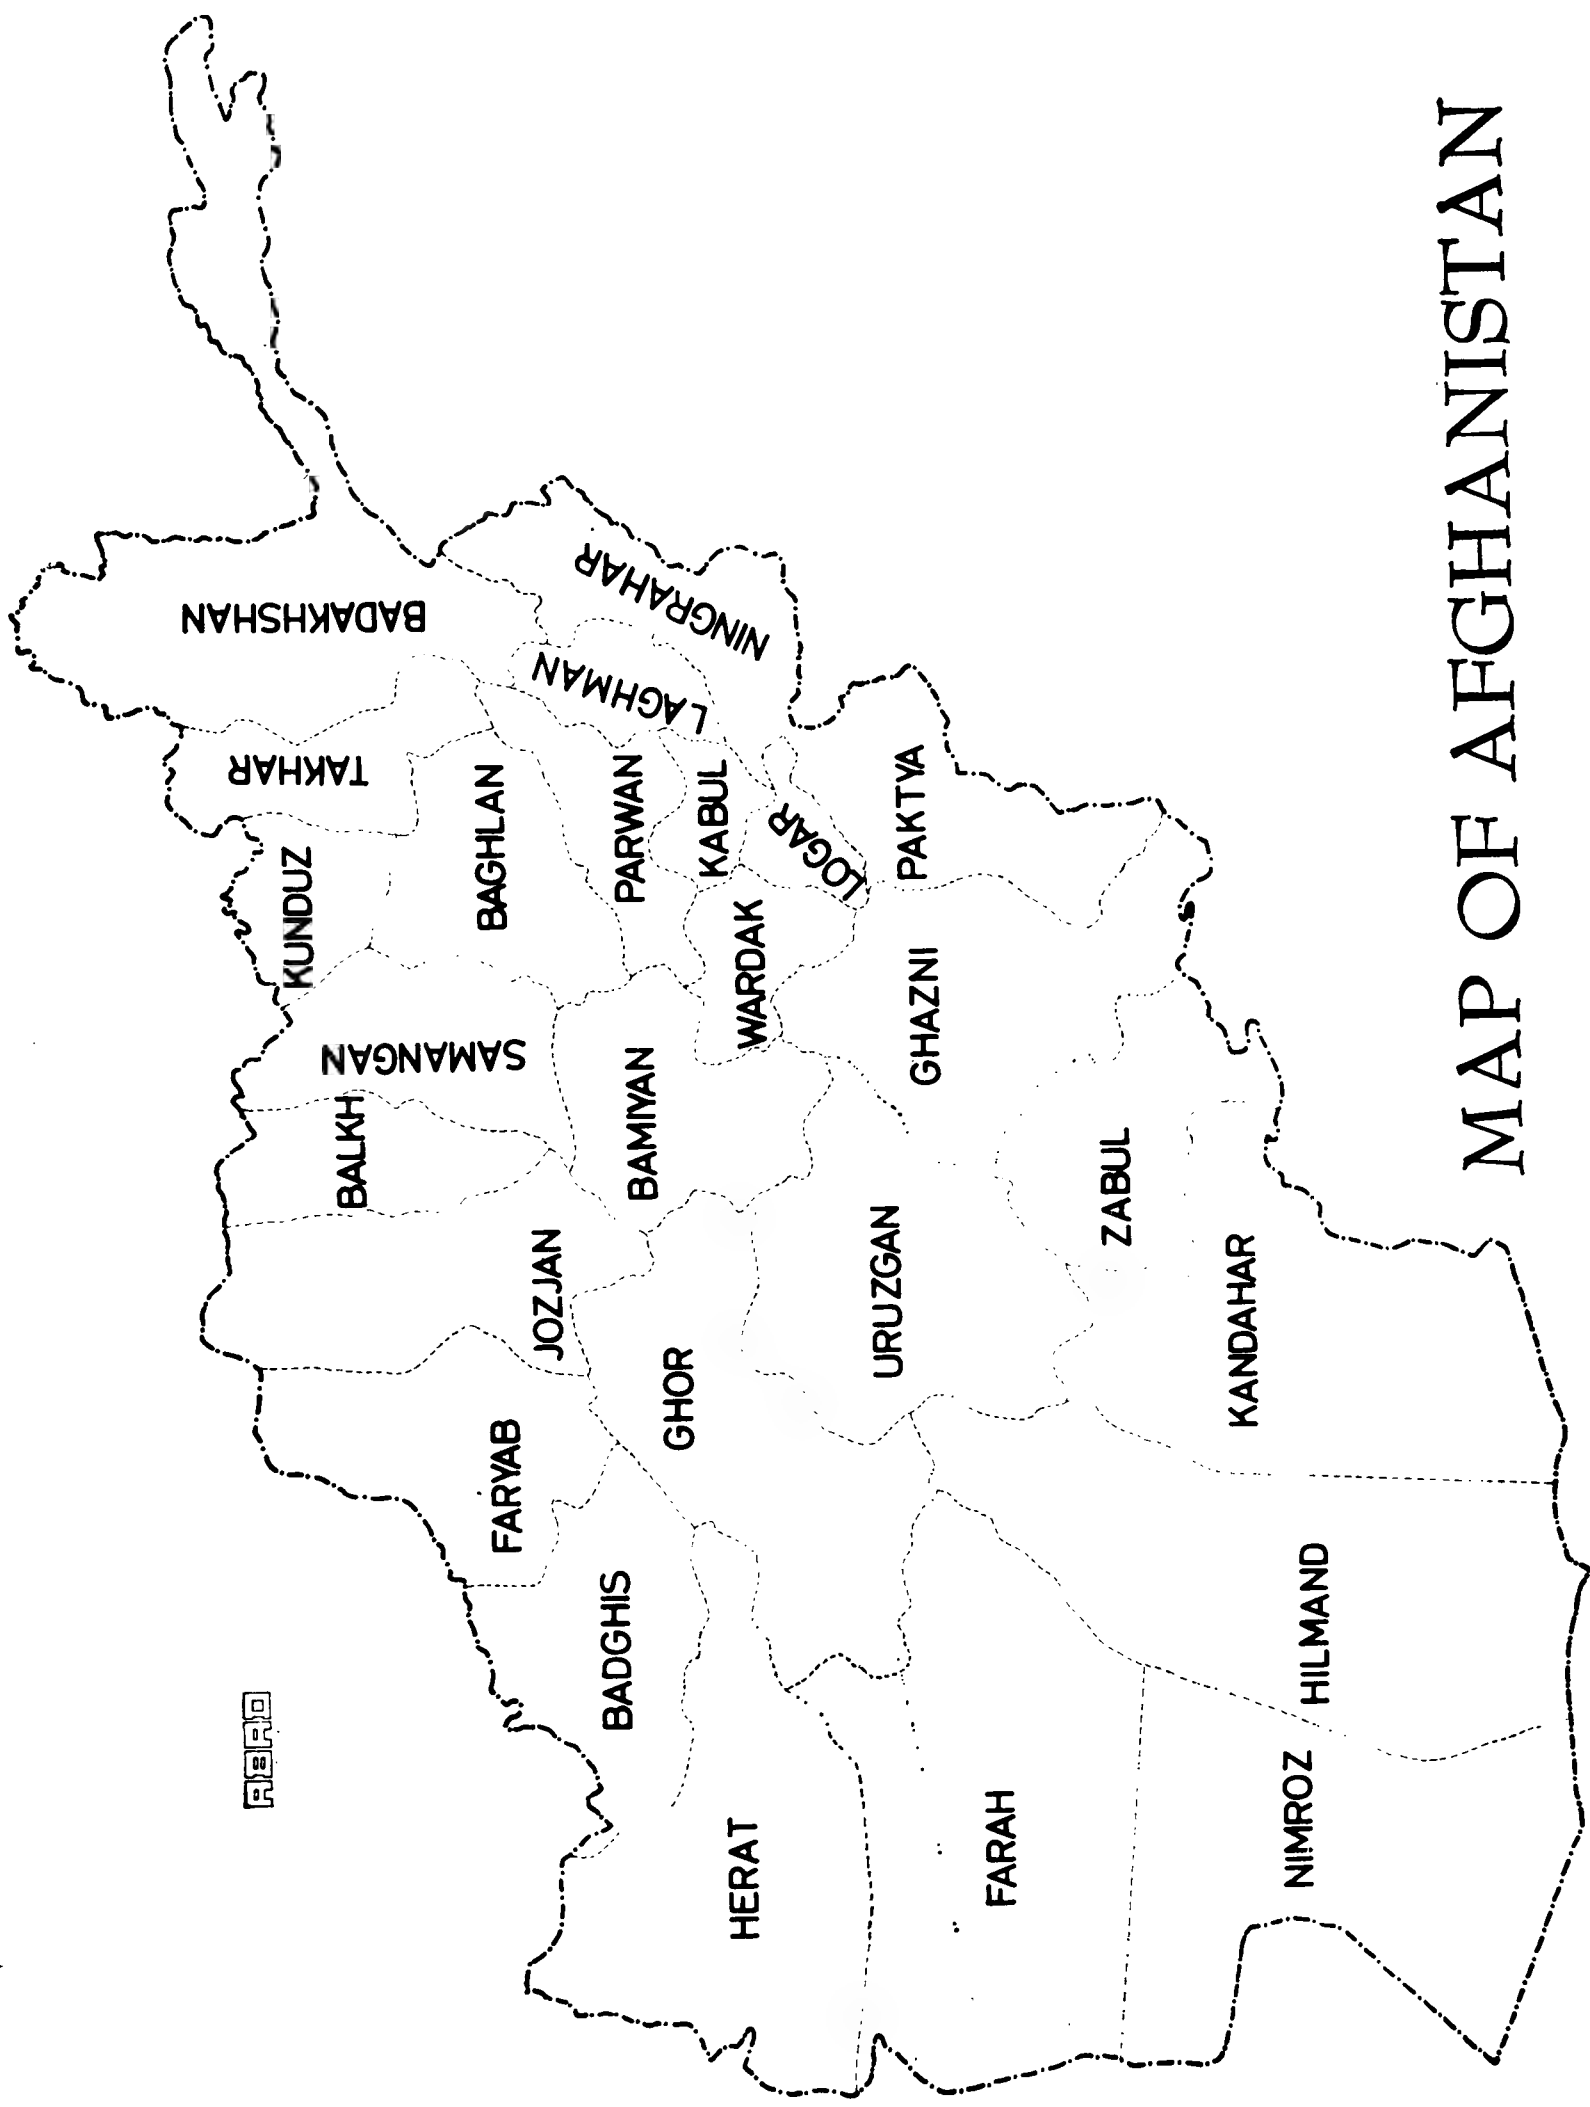 MAP OF AFGHANISTAN
ABRD
BADAKHSHAN
TAKHAR
KUNDUZ
BAGHLAN
SAMANGAN
BALKH
JOZJAN
FARYAB
BADGHIS
HERAT
GHOR
BAMIYAN
PARWAN
KABUL
LAGHMAN
NINGRAHAR
LOGAR
WARDAK
PAKTYA
GHAZNI
URUZGAN
ZABUL
KANDAHAR
HILMAND
FARAH
NIMROZ